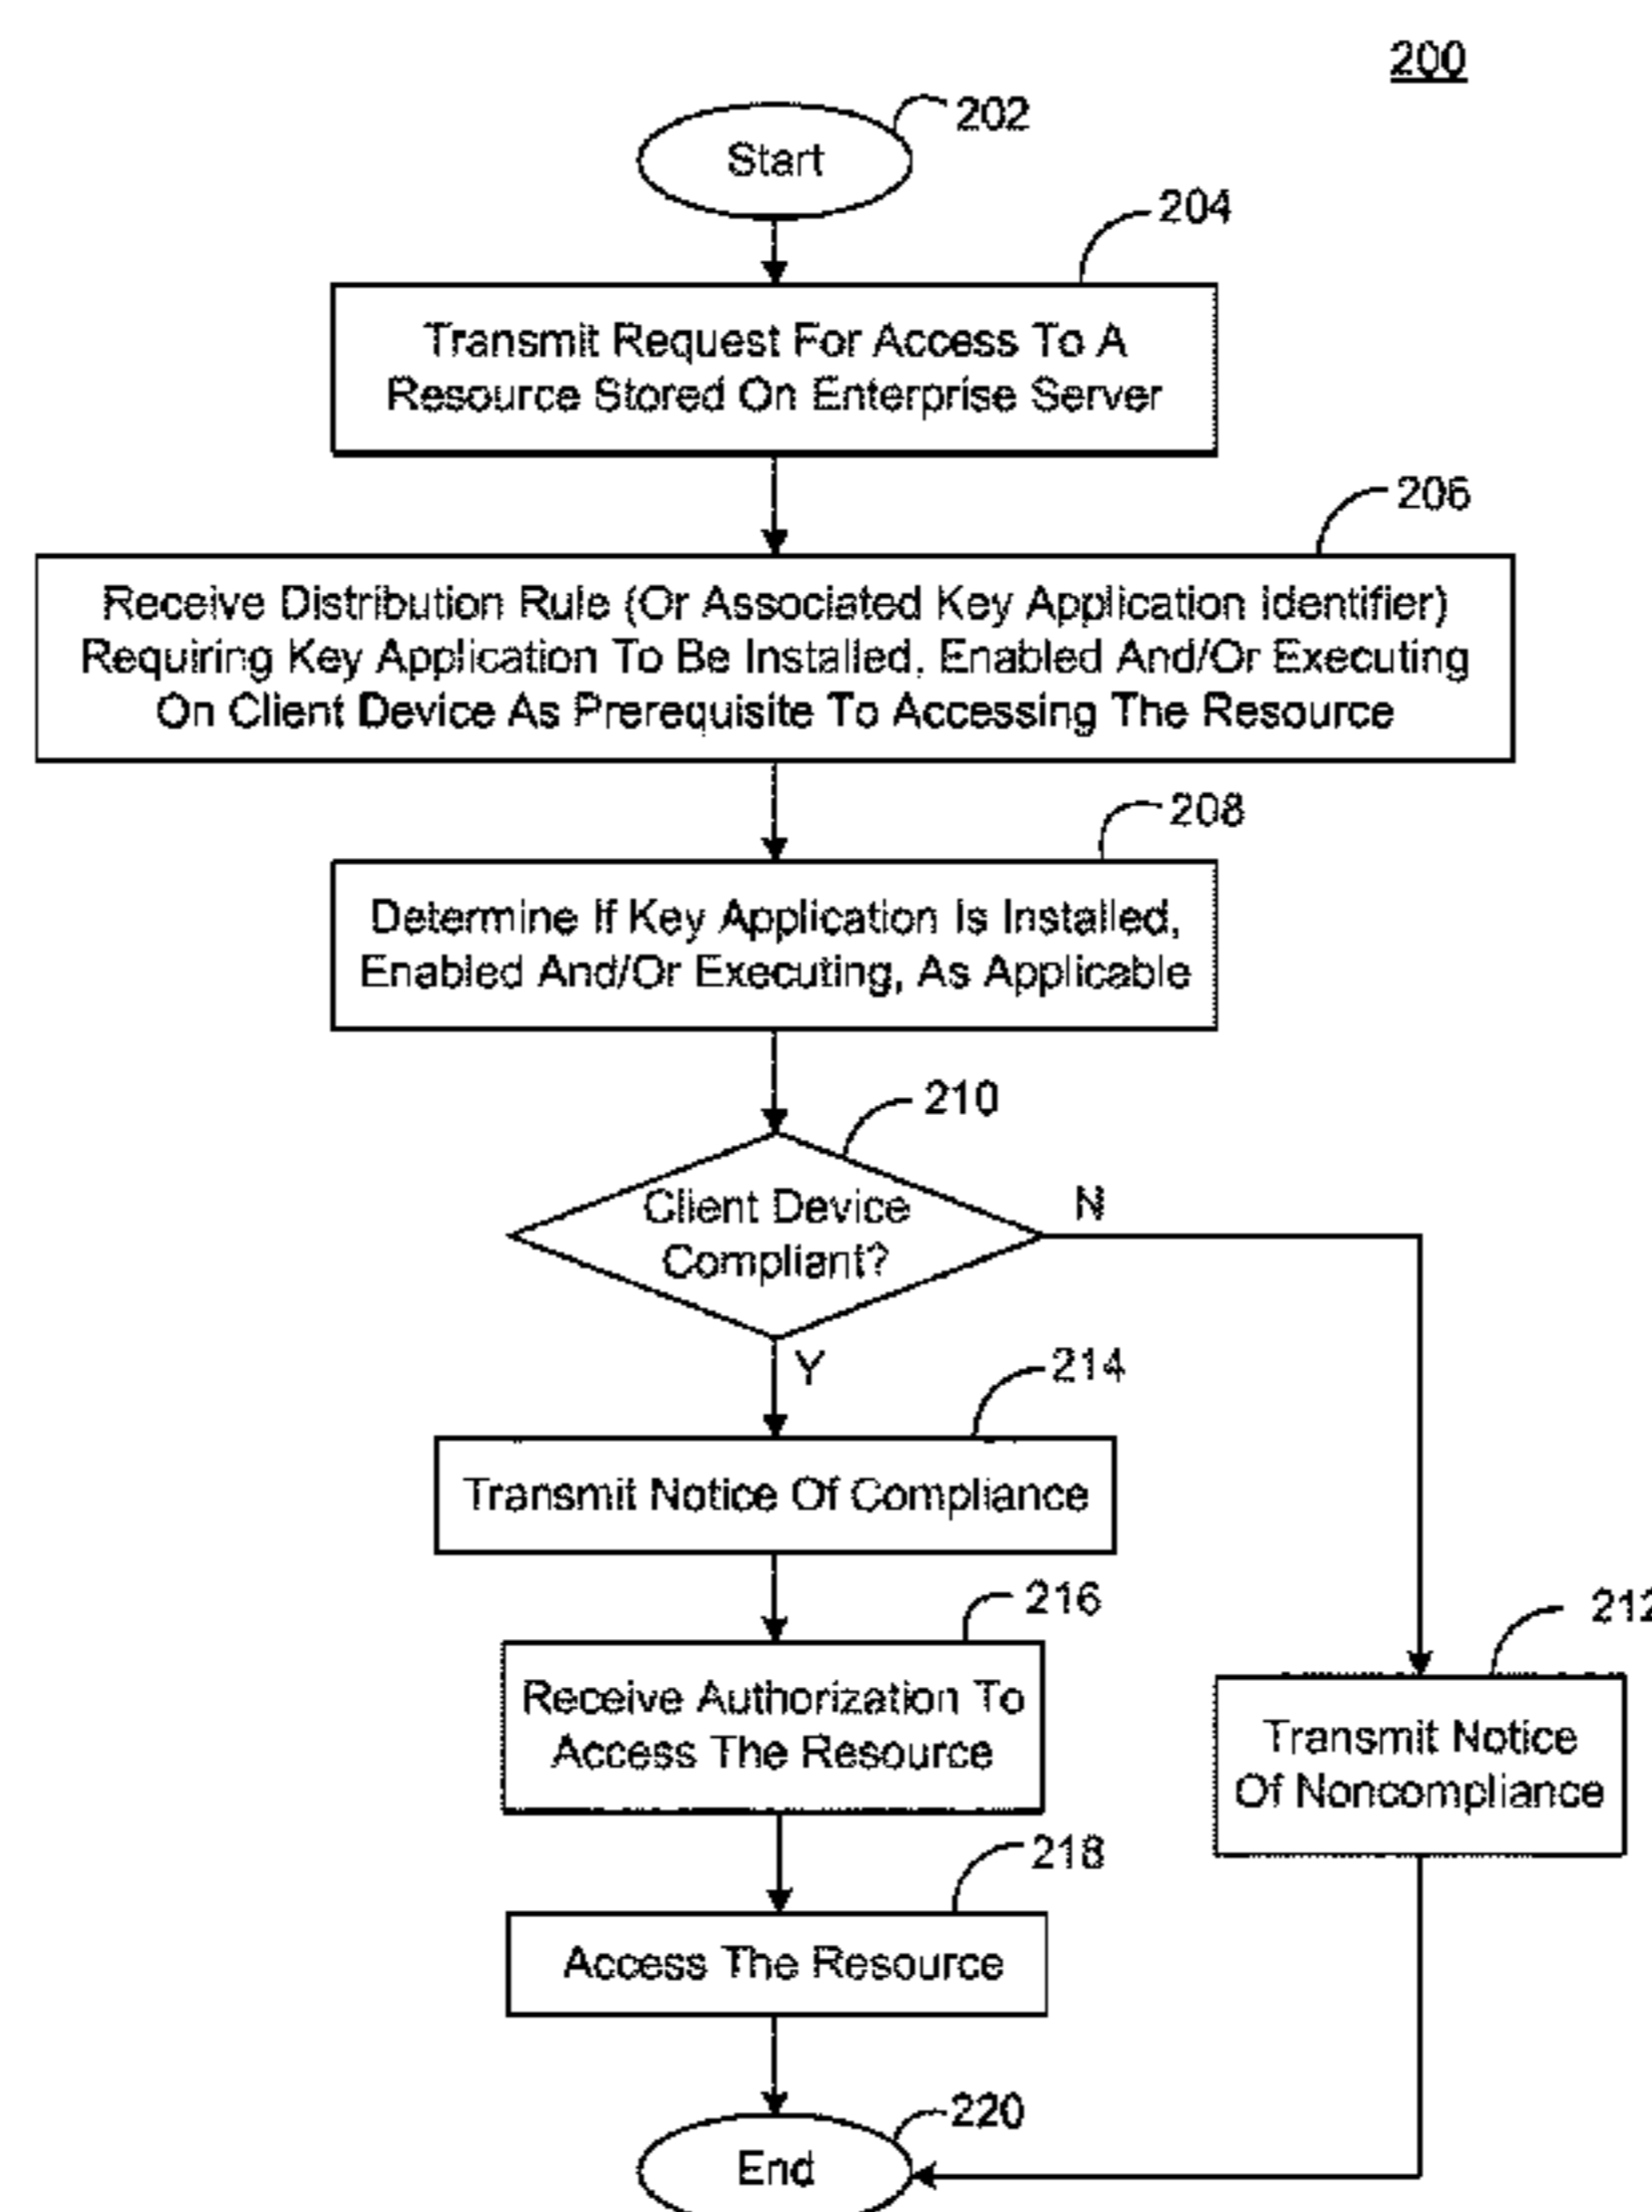 200
202
Start
204
Transmit Request For Access To A
Resource Stored On Enterprise Server
206
Receive Distribution Rule (Or Associated Key Application Identifier)
Requiring Key Application To Be Installed, Enabled And/Or Executing
On Client Device As Prerequisite To Accessing The Resource
208
Determine If Key Application Is Installed,
Enabled And/Or Executing, As Applicable
210
Client Device
Compliant?
N
Y
214
Transmit Notice Of Compliance
216
212
Receive Authorization To
Access The Resource
Transmit Notice
Of Noncompliance
218
Access The Resource
220
End